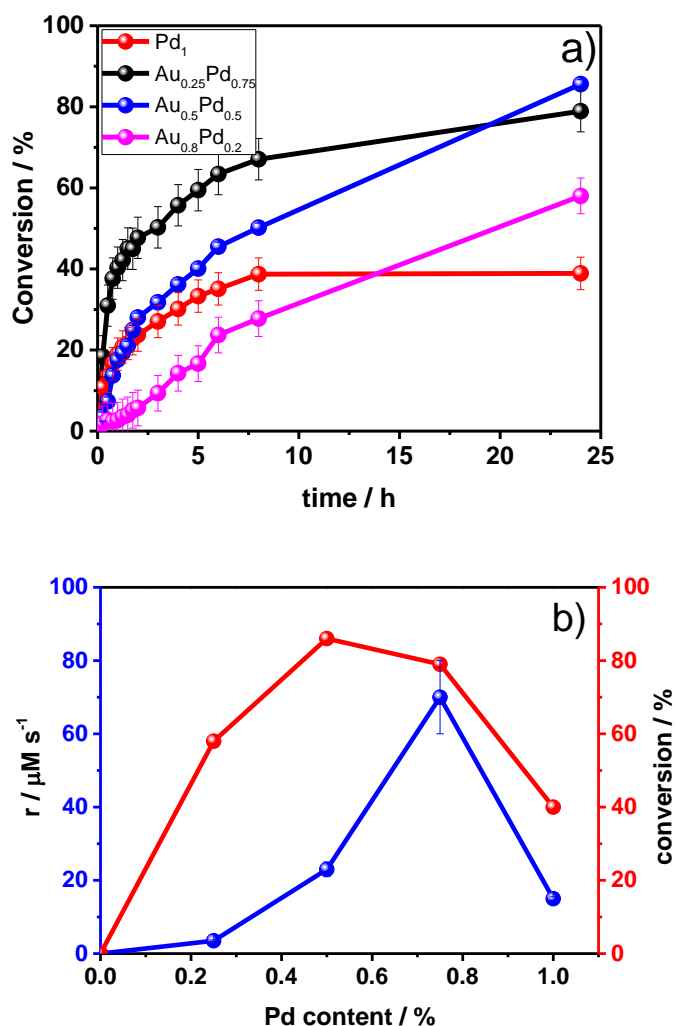 a)
Pd₁
Au₀.₂₅Pd₀.₇₅
Au₀.₅Pd₀.₅
Au₀.₈Pd₀.₂
Conversion / %
100
80
60
40
20
0
0 5 10 15 20 25
time / h
b)
r / μM s⁻¹
100 100
80 80
60 60
40 40
20 20
0 0
conversion / %
0.0 0.2 0.4 0.6 0.8 1.0
Pd content / %